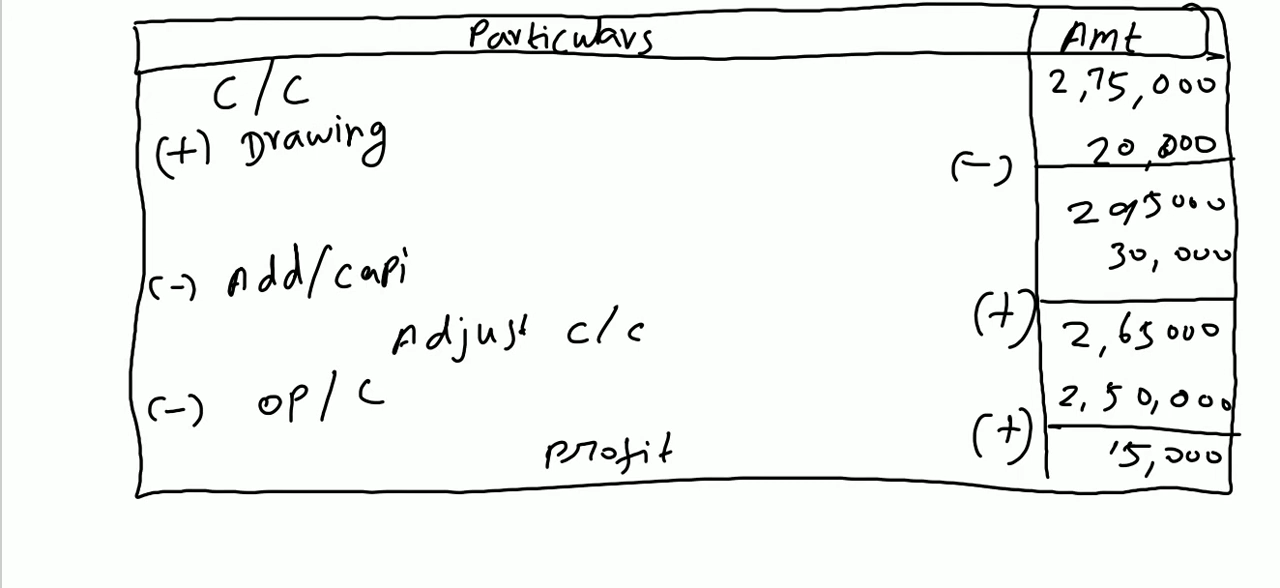 Particulars Amt
C/C 2,75,000
(+) Drawing 20,000
(-)
295000
30,000
(-) Add/capi
(+)
Adjust C/C 2,65000
(-) OP/C 2,50,000
(+)
Profit 15,000